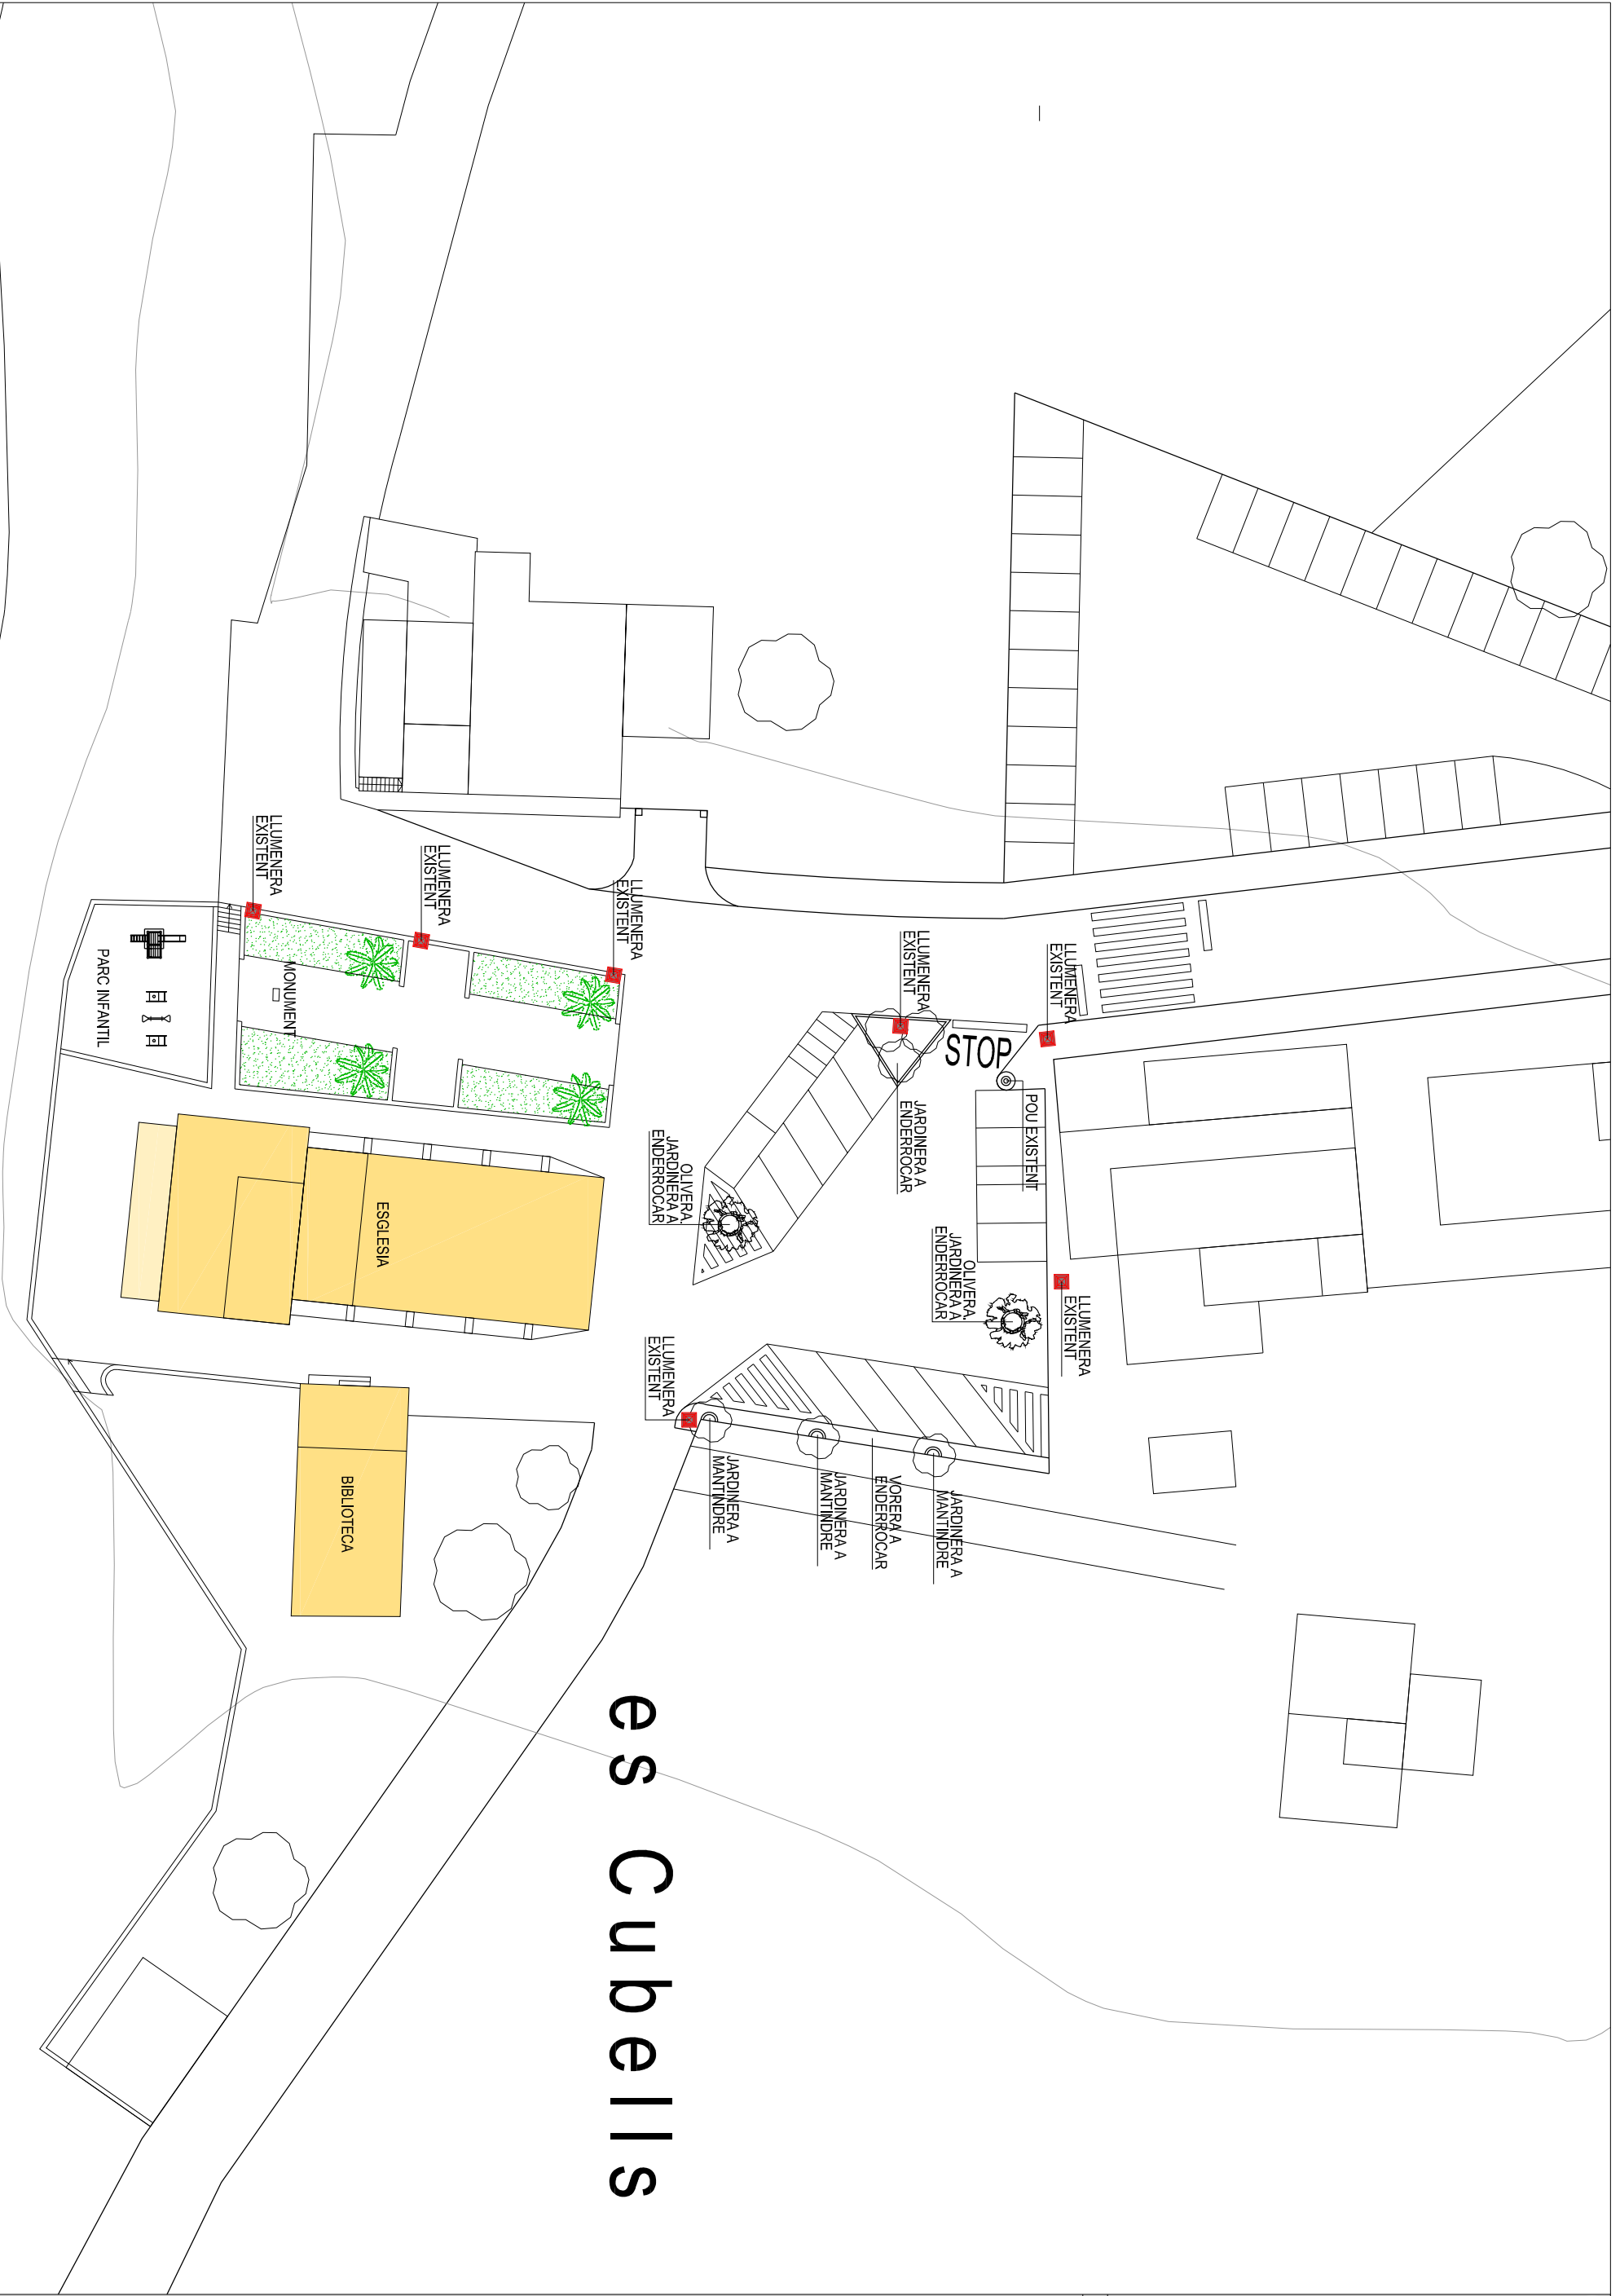 LLUMENERA
EXISTENT
LLUMENERA
EXISTENT
POU EXISTENT
LLUMENERA
EXISTENT
STOP
JARDINERA A
ENDERROCAR
OLIVERA.
JARDINERA A
ENDERROCAR
LLUMENERA
EXISTENT
JARDINERA A
MANTINDRE
VORERA A
ENDERROCAR
JARDINERA A
MANTINDRE
JARDINERA A
MANTINDRE
OLIVERA.
JARDINERA A
ENDERROCAR
LLUMENERA
EXISTENT
es Cubells
LLUMENERA
EXISTENT
LLUMENERA
EXISTENT
ESGLESIA
BIBLIOTECA
LLUMENERA
EXISTENT
MONUMENT
PARC INFANTIL